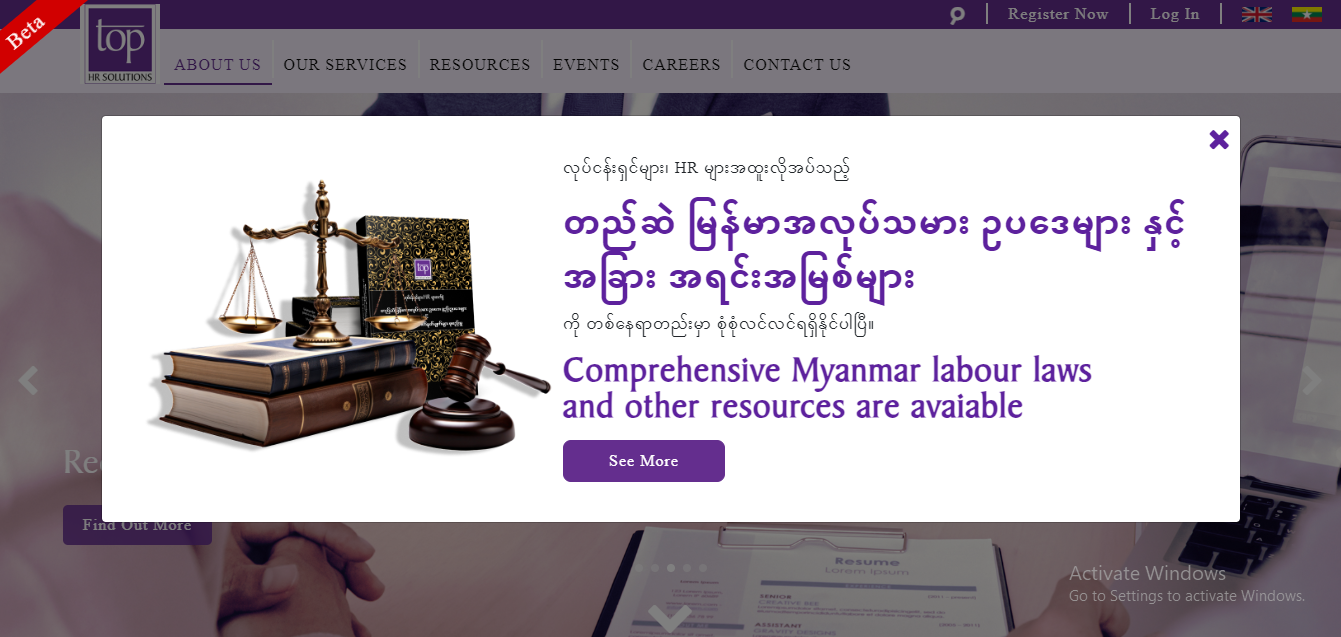 Beta
top
HR SOLUTIONS
Register Now
Log In
ABOUT US
OUR SERVICES
RESOURCES
EVENTS
CAREERS
CONTACT US
လုပ်ငန်းရှင်များ၊ HR များအထူးလိုအပ်သည့်
တည်ဆဲ မြန်မာအလုပ်သမား ဥပဒေများ နှင့်
အခြား အရင်းအမြစ်များ
ကို တစ်နေရာတည်းမှာ စုံစုံလင်လင်ရရှိနိုင်ပါပြီ။
Comprehensive Myanmar labour laws
and other resources are avaiable
See More
top
Find Out More
Resume
Lorem Ipsum
SENIOR
CREATIVE BEE
ASSISTANT
Activate Windows
Go to Settings to activate Windows.